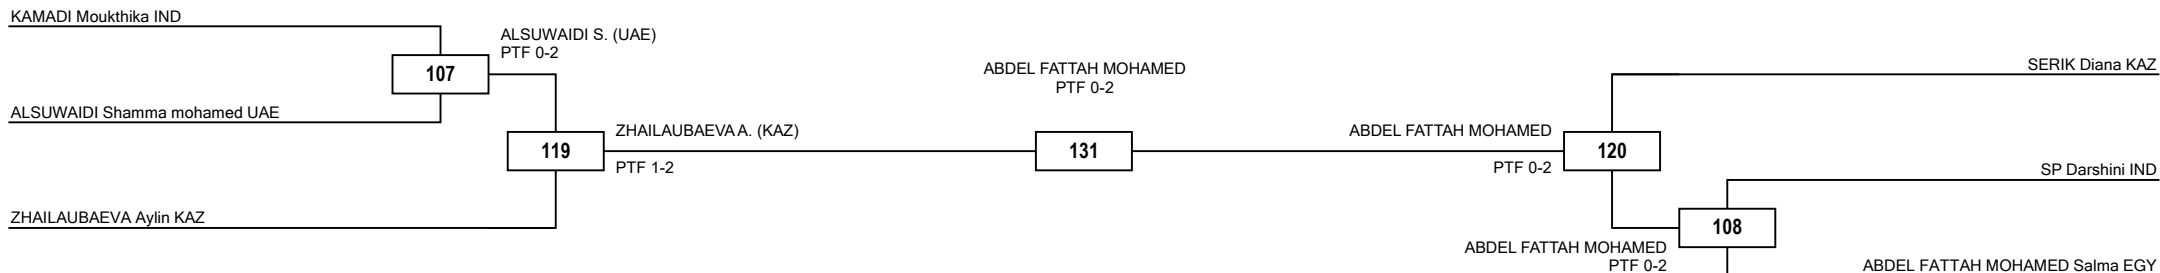 KAMADI Moukthika IND
ALSUWAIDI S. (UAE)
PTF 0-2
107
ALSUWAIDI Shamma mohamed UAE
ZHAILAUBAEVA A. (KAZ)
119
PTF 1-2
ZHAILAUBAEVA Aylin KAZ
ABDEL FATTAH MOHAMED
PTF 0-2
131
SERIK Diana KAZ
ABDEL FATTAH MOHAMED
120
PTF 0-2
SP Darshini IND
108
ABDEL FATTAH MOHAMED
PTF 0-2
ABDEL FATTAH MOHAMED Salma EGY